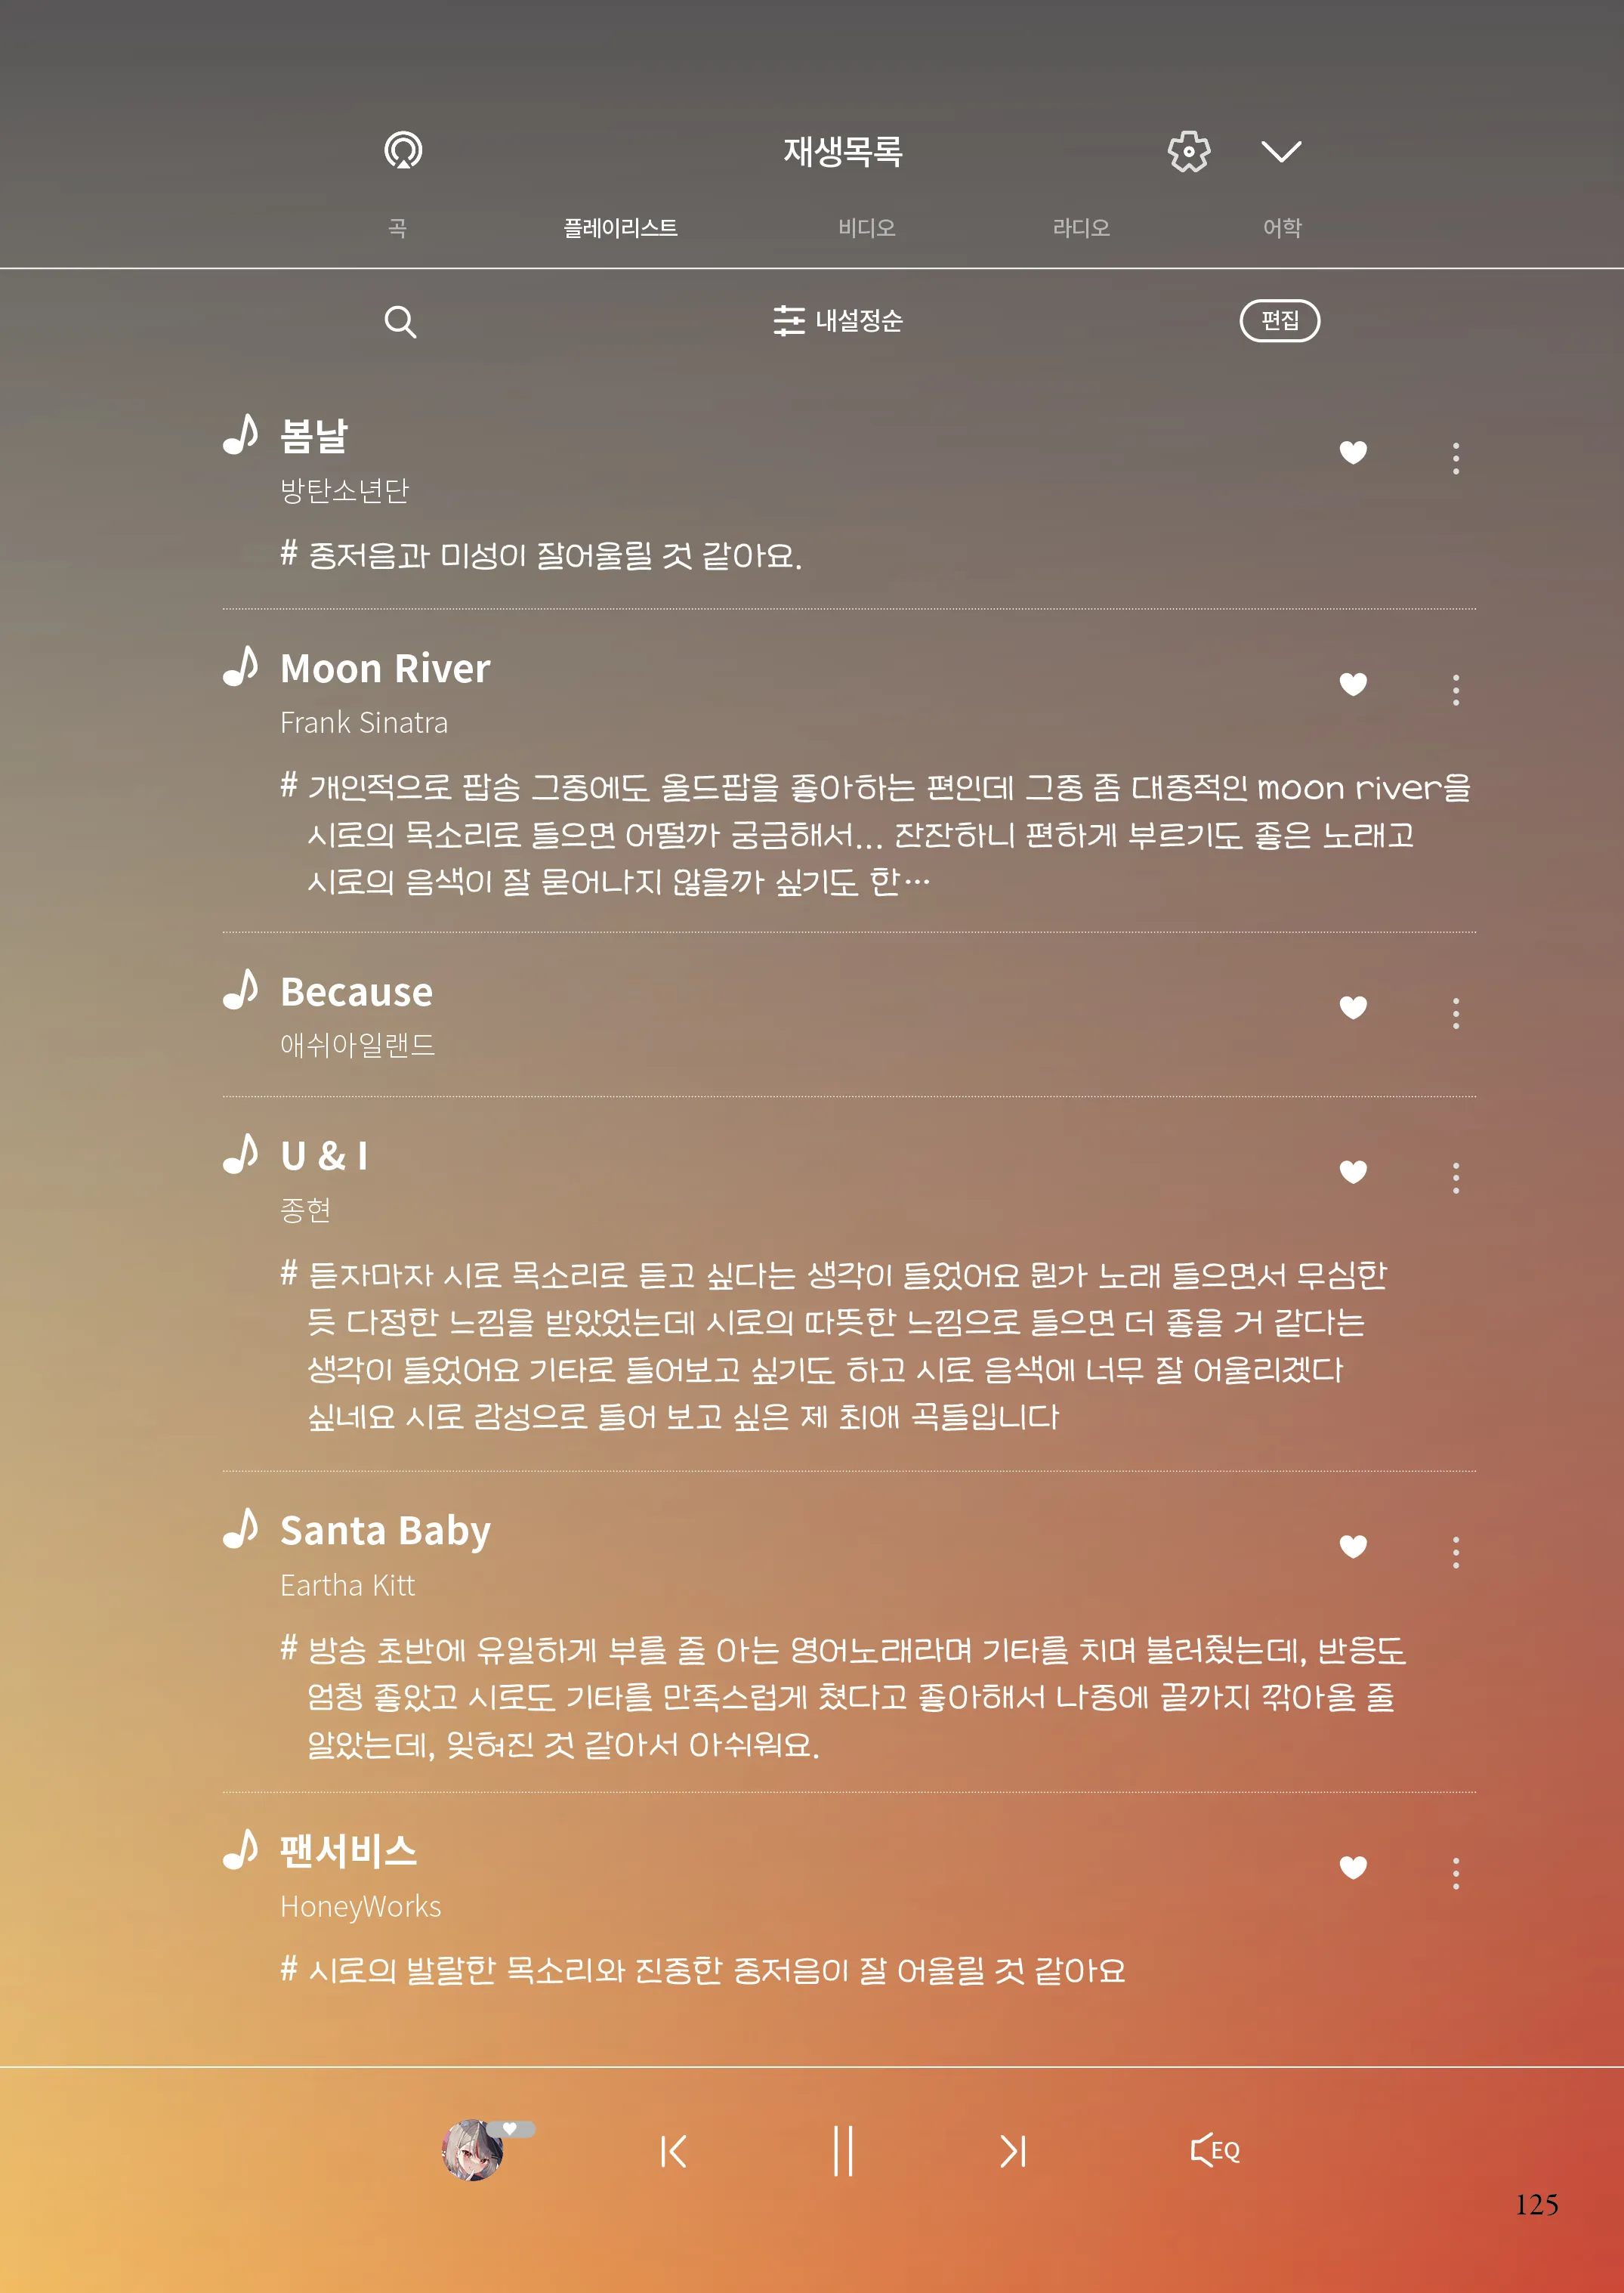 재생목록
곡 플레이리스트 비디오 라디오 어학
내설정순 편집
봄날
방탄소년단
# 중저음과 미성이 잘어울릴 것 같아요.
Moon River
Frank Sinatra
# 개인적으로 팝송 그중에도 올드팝을 좋아하는 편인데 그중 좀 대중적인 moon river을
시로의 목소리로 들으면 어떨까 궁금해서... 잔잔하니 편하게 부르기도 좋은 노래고
시로의 음색이 잘 묻어나지 않을까 싶기도 한…
Because
애쉬아일랜드
U & I
종현
# 듣자마자 시로 목소리로 듣고 싶다는 생각이 들었어요 뭔가 노래 들으면서 무심한
듯 다정한 느낌을 받았었는데 시로의 따뜻한 느낌으로 들으면 더 좋을 거 같다는
생각이 들었어요 기타로 들어보고 싶기도 하고 시로 음색에 너무 잘 어울리겠다
싶네요 시로 감성으로 들어 보고 싶은 제 최애 곡들입니다
Santa Baby
Eartha Kitt
# 방송 초반에 유일하게 부를 줄 아는 영어노래라며 기타를 치며 불러줬는데, 반응도
엄청 좋았고 시로도 기타를 만족스럽게 쳤다고 좋아해서 나중에 끝까지 깎아올 줄
알았는데, 잊혀진 것 같아서 아쉬워요.
팬서비스
HoneyWorks
# 시로의 발랄한 목소리와 진중한 중저음이 잘 어울릴 것 같아요
EQ
125